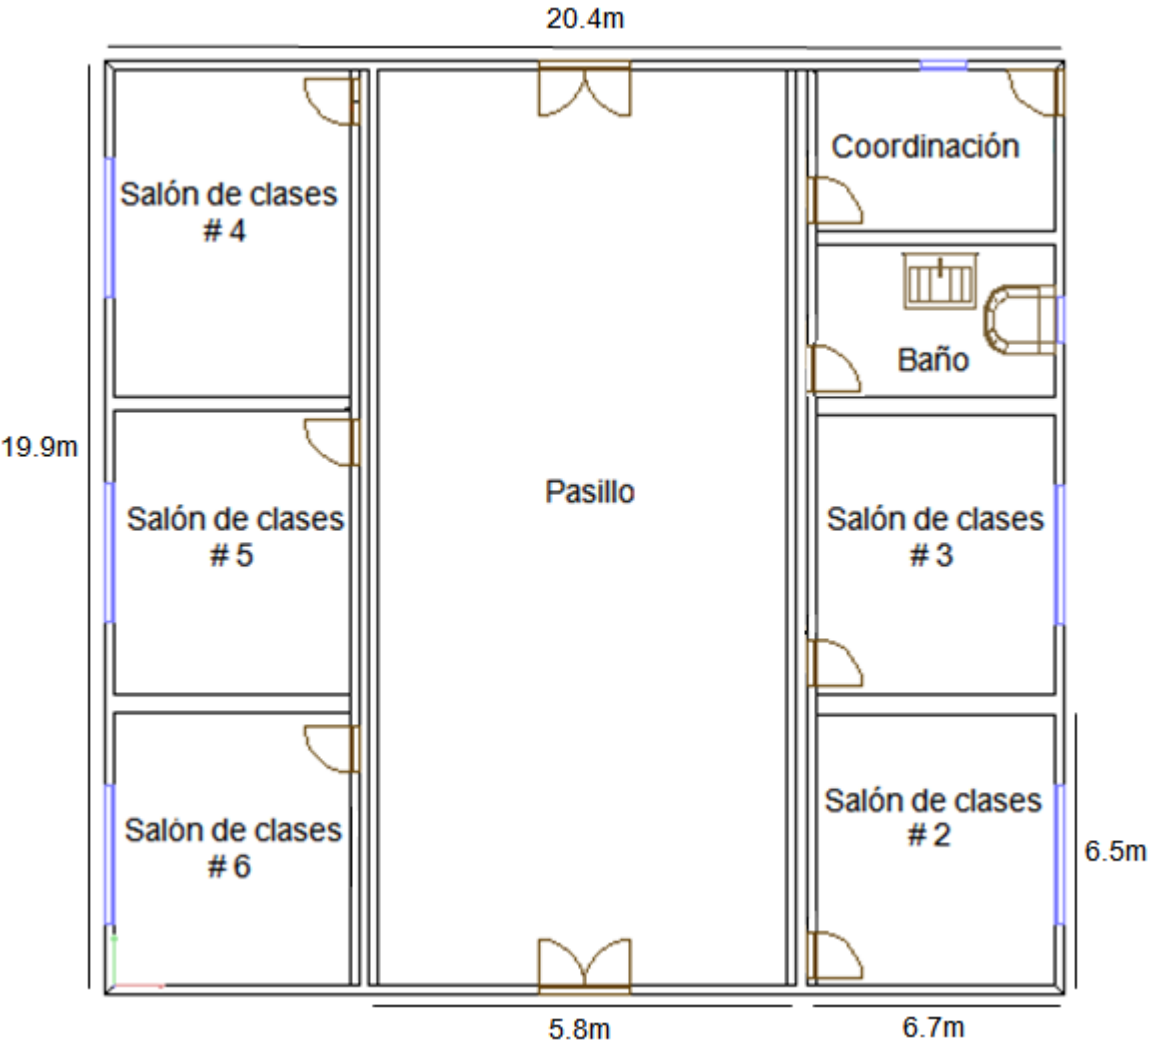 20.4m
Coordinación
Salón de clases
# 4
Baño
19.9m
Pasillo
Salón de clases
# 5
Salón de clases
# 3
Salón de clases
# 6
Salón de clases
# 2
6.5m
5.8m
6.7m